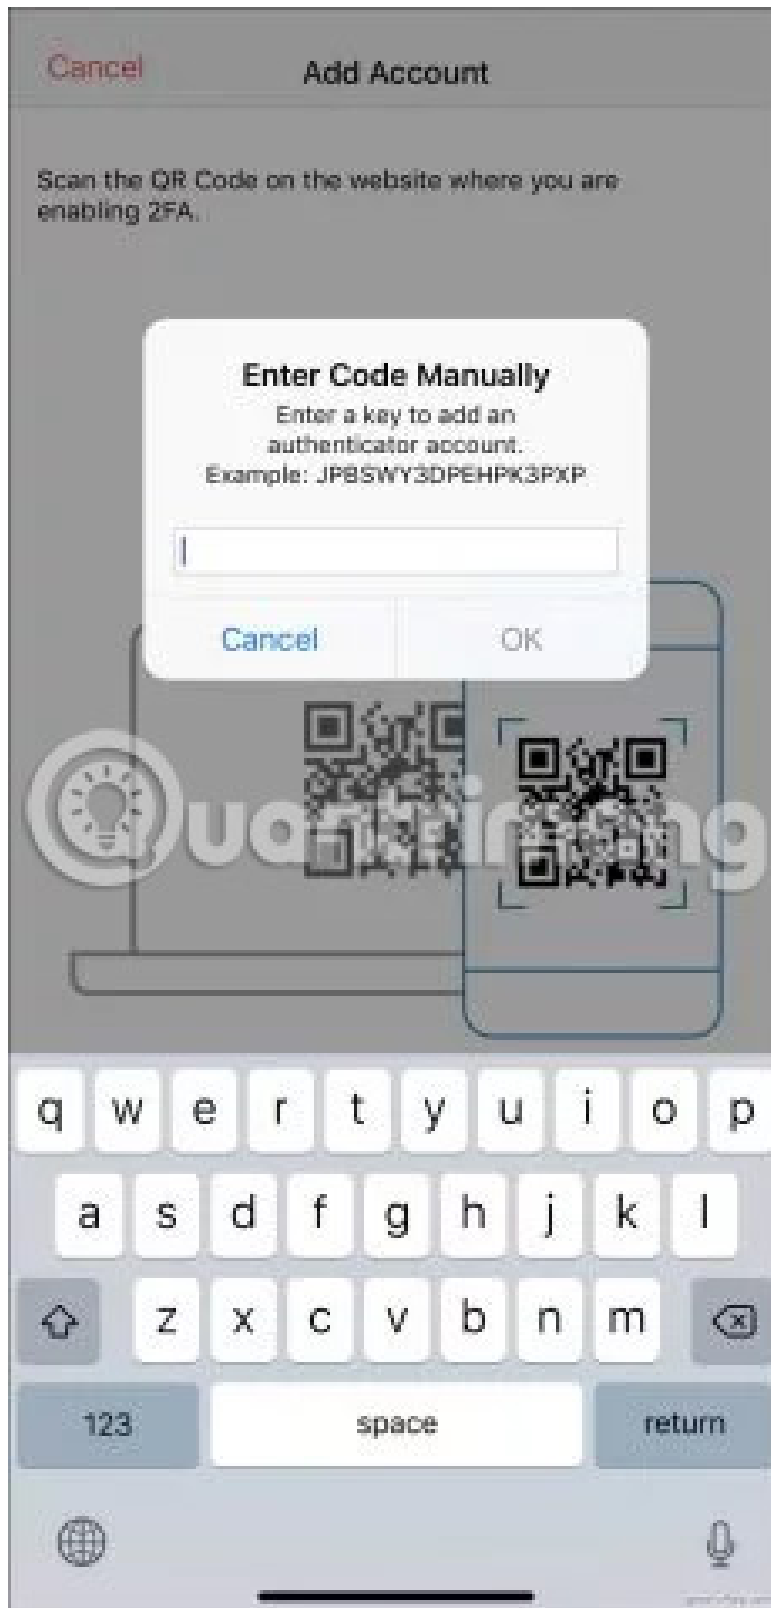 Cancel
Add Account
Scan the QR Code on the website where you are
enabling 2FA.
Enter Code Manually
Enter a key to add an
authenticator account.
Example: JPBSWY3DPEHPK3PXP
Cancel
OK
Quantrimang
q w e r t y u i o p
a s d f g h j k l
z x c v b n m
123
space
return